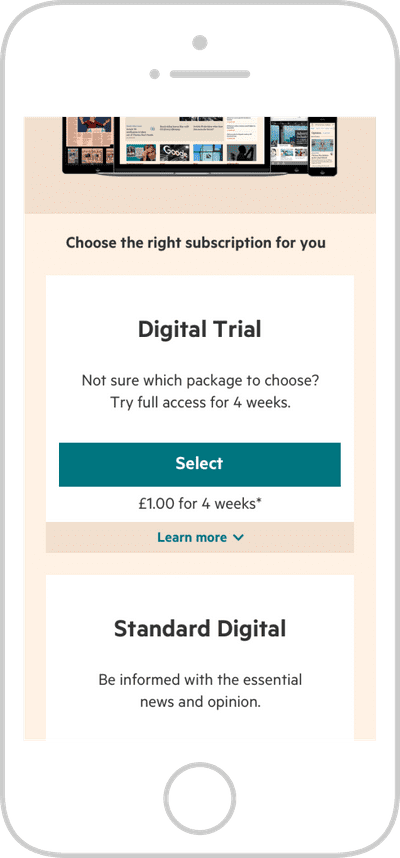 Google
Choose the right subscription for you
Digital Trial
Not sure which package to choose?
Try full access for 4 weeks.
Select
£1.00 for 4 weeks*
Learn more
Standard Digital
Be informed with the essential
news and opinion.